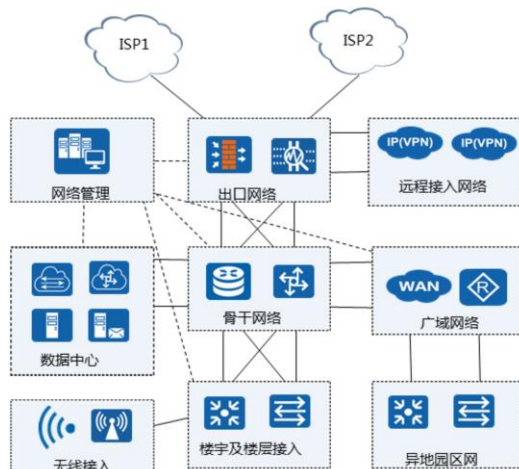 ISP1
ISP2
网络管理
出口网络
IP(VPN)
IP(VPN)
远程接入网络
数据中心
骨干网络
WAN
R
广域网络
无线接入
楼宇及楼层接入
异地园区网